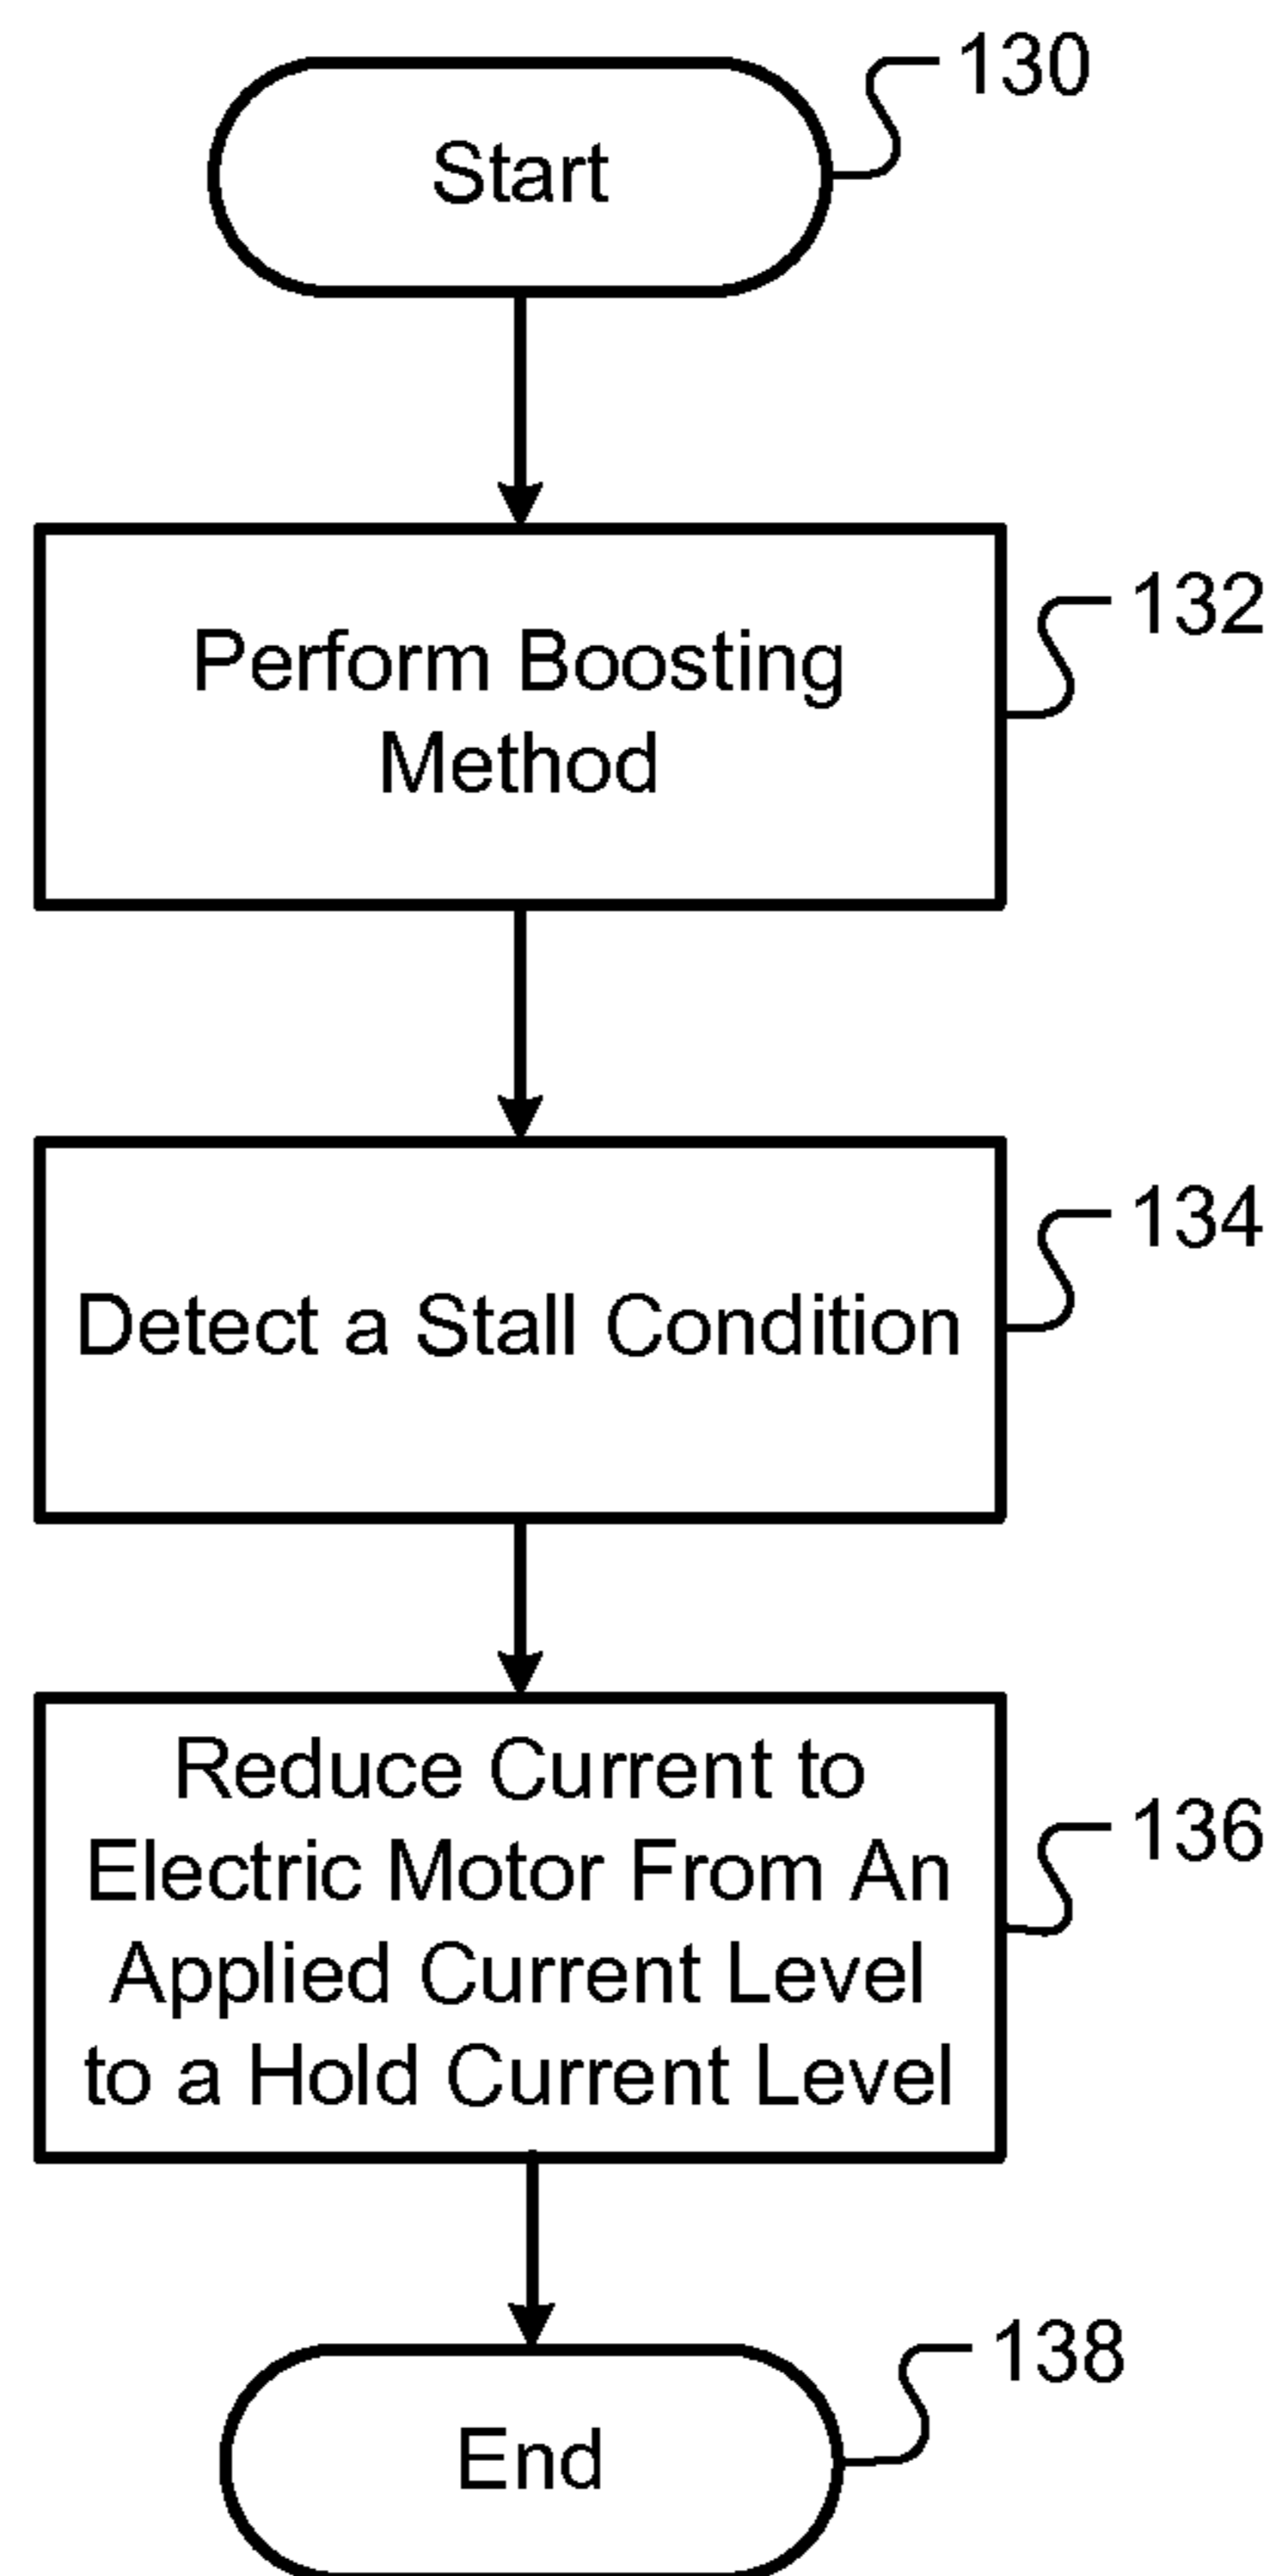 130
Start
132
Perform Boosting
Method
134
Detect a Stall Condition
136
Reduce Current to
Electric Motor From An
Applied Current Level
to a Hold Current Level
138
End